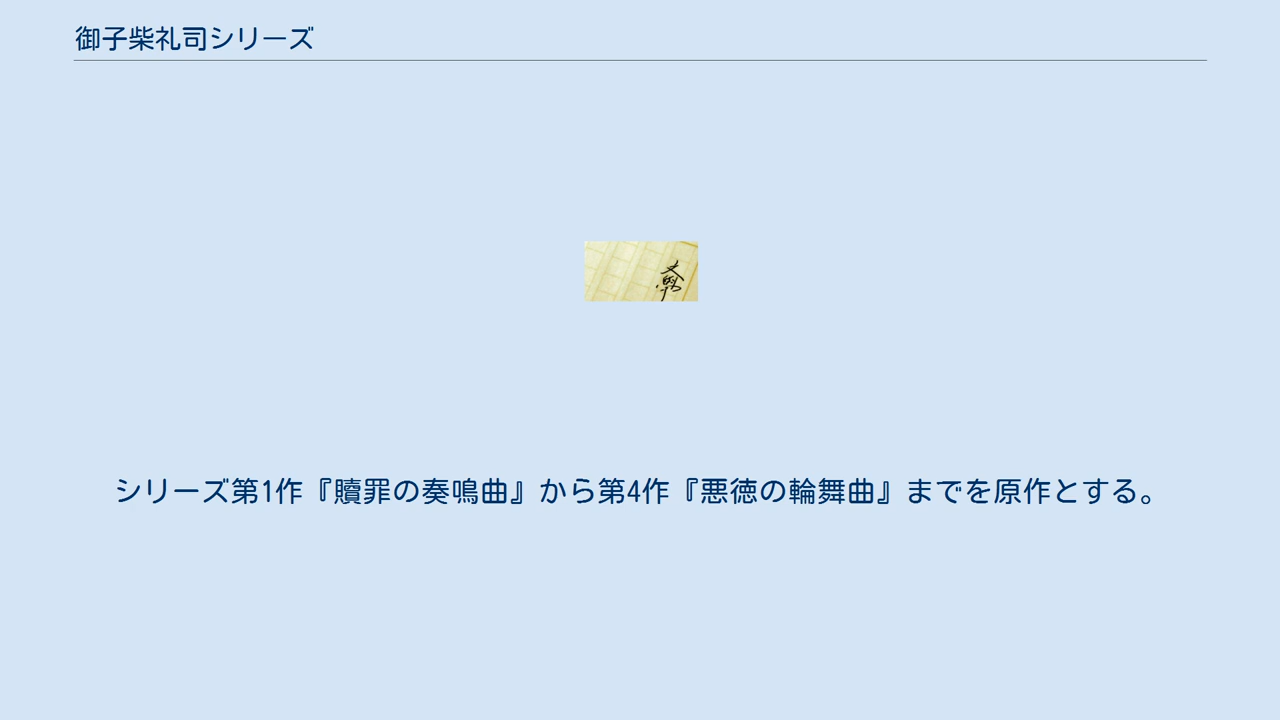 御子柴礼司シリーズ
シリーズ第1作『贖罪の奏鳴曲』から第4作『悪徳の輪舞曲』までを原作とする。